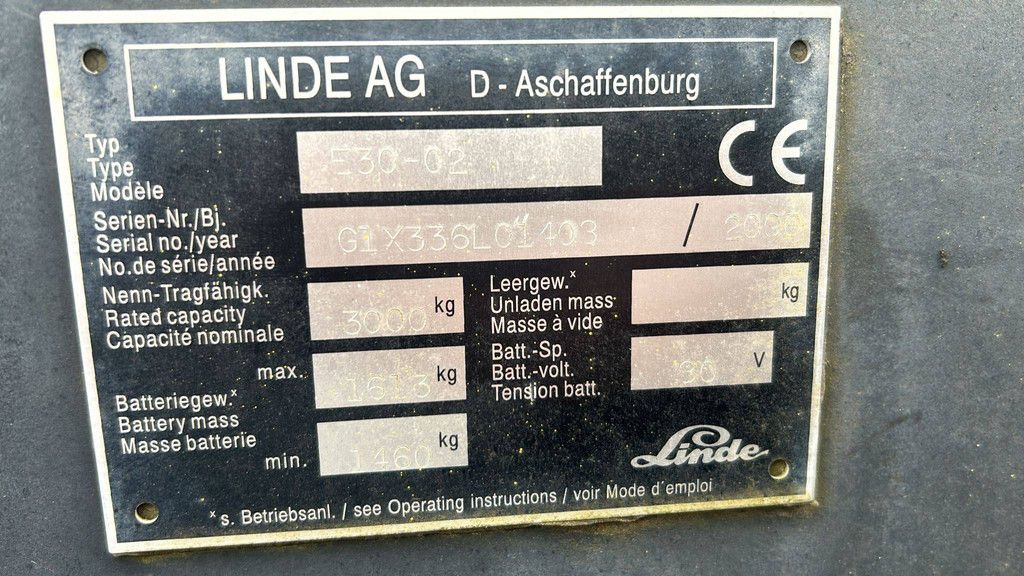 LINDE AG D - Aschaffenburg
Typ
Type E30-02
Modèle
CE
Serien-Nr./Bj.
Serial no./year G1X336L01403 / 2000
No.de série/année
Nenn-Tragfähigk.
Rated capacity 3000 kg
Capacité nominale
Leergew.ˣ
Unladen mass kg
Masse à vide
max. 1613 kg
Batteriegew.ˣ
Battery mass
Masse batterie
min. 1460 kg
Batt.-Sp.
Batt.-volt. V
Tension batt.
Linde
ˣ s. Betriebsanl. / see Operating instructions / voir Mode d´emploi